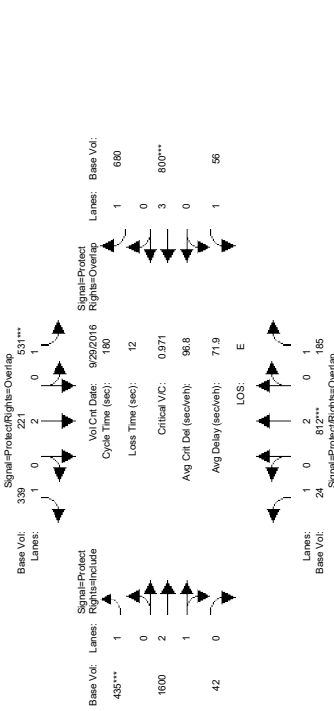 Signal=Protect/Rights=Overlap
Base Vol: 339 221 531***
Lanes: 1 0 2 0 1
Signal=Protect
Rights=Include
Base Vol: Lanes:
435*** 1
0
1600 2
1
42 0
Vol Cnt Date: 9/29/2016
Cycle Time (sec): 180
Loss Time (sec): 12
Critical V/C: 0.971
Avg Crit Del (sec/veh): 96.8
Avg Delay (sec/veh): 71.9
LOS: E
Signal=Protect
Rights=Overlap
Lanes: Base Vol:
1 680
0
3 800***
0
1 56
Lanes: 1 0 2 0 1
Base Vol: 24 812*** 185
Signal=Protect/Rights=Overlap